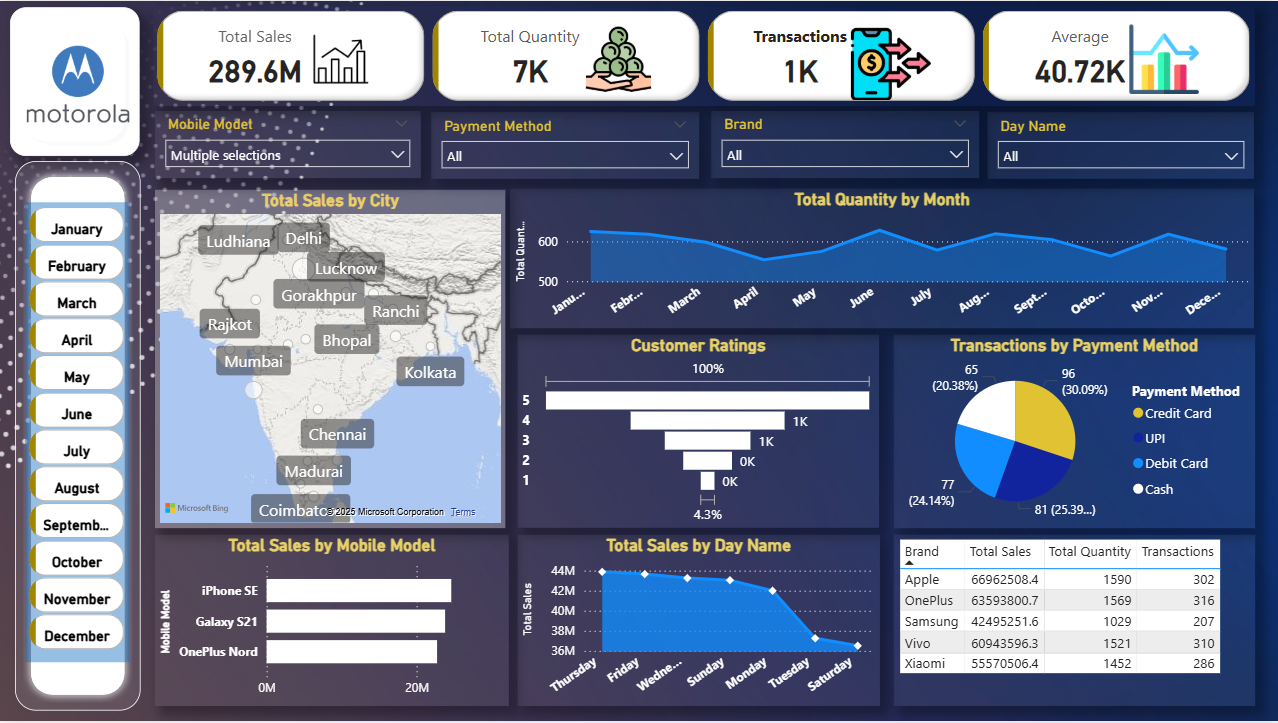 motorola
Total Sales
289.6M
Total Quantity
7K
Transactions
1K
$
Average
40.72K
Mobile Model
Multiple selections
Payment Method
All
Brand
All
Day Name
All
January
February
March
April
May
June
July
August
Septemb...
October
November
December
Total Sales by City
Ludhiana
Delhi
Lucknow
Gorakhpur
Ranchi
Rajkot
Bhopal
Mumbai
Kolkata
Chennai
Madurai
Coimbato
Microsoft Bing
© 2025 Microsoft Corporation Terms
Total Quantity by Month
Total Quant..
600
500
Janu...
Febr...
March
April
May
June
July
Aug...
Sept...
Octo...
Nov...
Dece...
Customer Ratings
100%
5
4 1K
3 1K
2 0K
1 0K
4.3%
Transactions by Payment Method
65
(20.38%)
96
(30.09%)
77
(24.14%)
81 (25.39...)
Payment Method
Credit Card
UPI
Debit Card
Cash
Total Sales by Mobile Model
Mobile Model
iPhone SE
Galaxy S21
OnePlus Nord
0M 20M
Total Sales by Day Name
Total Sales
44M
42M
40M
38M
36M
Thursday
Friday
Wedne...
Sunday
Monday
Tuesday
Saturday
Brand Total Sales Total Quantity Transactions
Apple 66962508.4 1590 302
OnePlus 63593800.7 1569 316
Samsung 42495251.6 1029 207
Vivo 60943596.3 1521 310
Xiaomi 55570506.4 1452 286